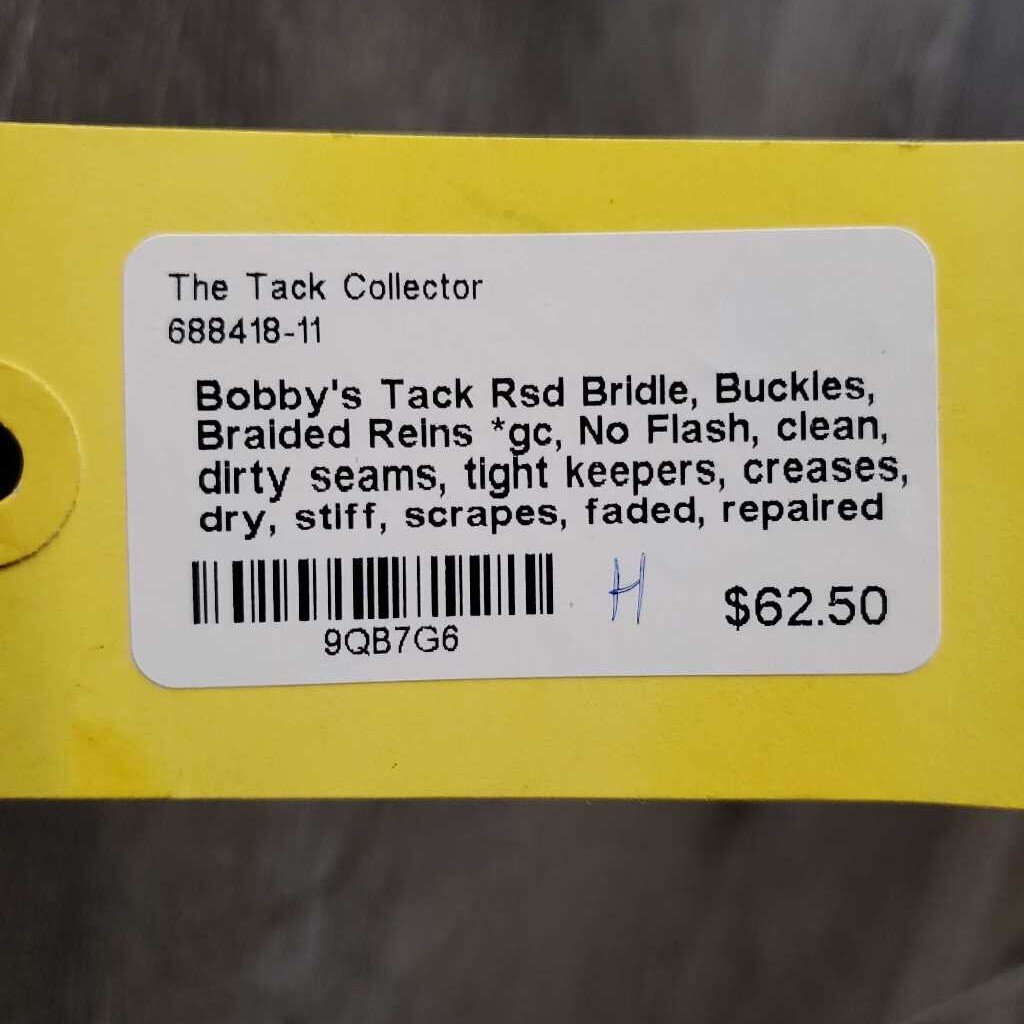 The Tack Collector
688418-11
Bobby's Tack Rsd Bridle, Buckles,
Braided Reins *gc, No Flash, clean,
dirty seams, tight keepers, creases,
dry, stiff, scrapes, faded, repaired
H $62.50
9QB7G6